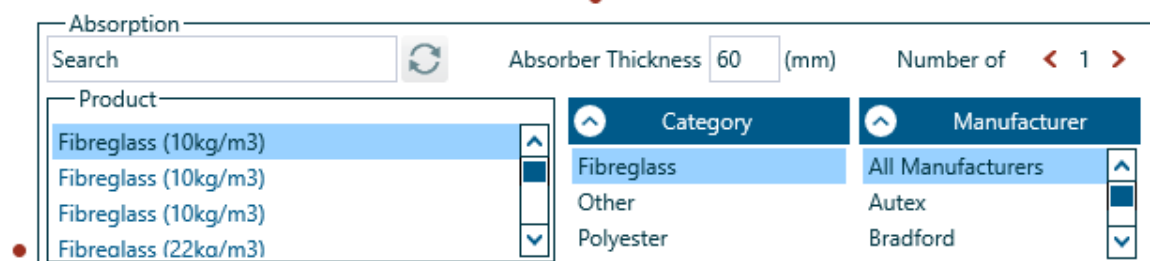 Absorption
Search
Absorber Thickness 60 (mm)
Number of 1
Product
Fibreglass (10kg/m3)
Fibreglass (10kg/m3)
Fibreglass (10kg/m3)
Fibreglass (22kg/m3)
Category
Fibreglass
Other
Polyester
Manufacturer
All Manufacturers
Autex
Bradford